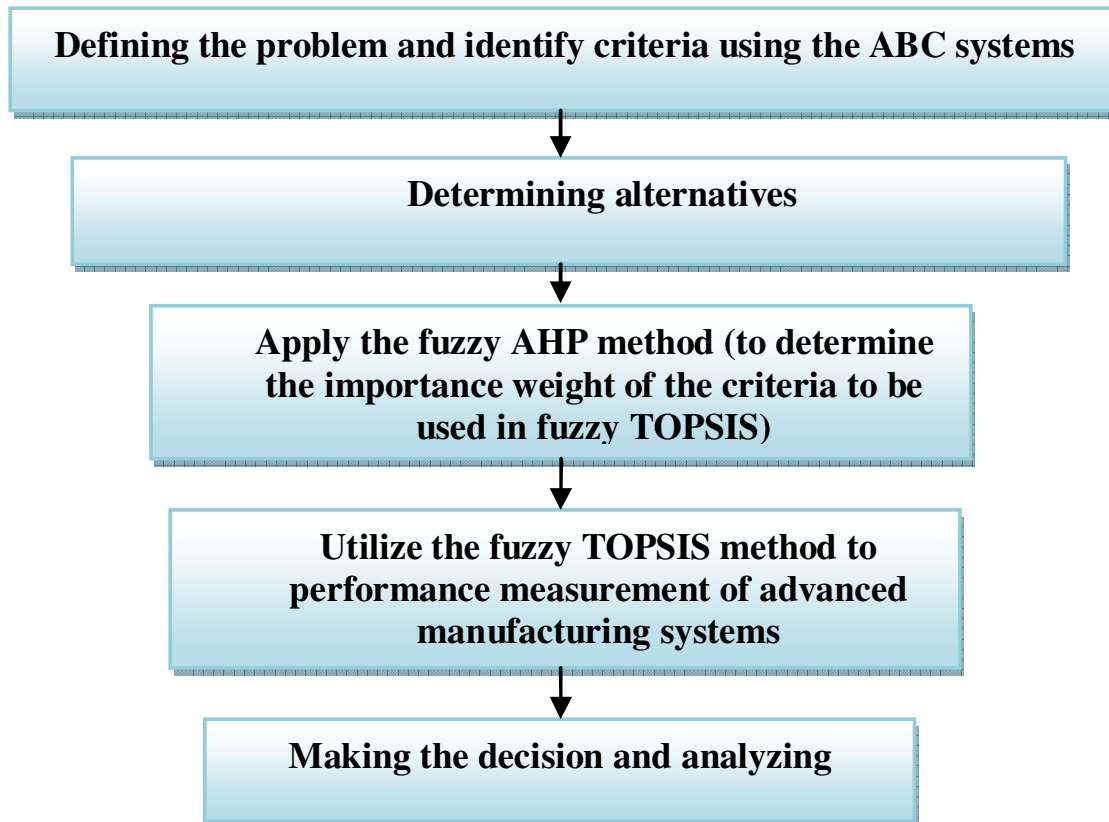 Defining the problem and identify criteria using the ABC systems
Determining alternatives
Apply the fuzzy AHP method (to determine
the importance weight of the criteria to be
used in fuzzy TOPSIS)
Utilize the fuzzy TOPSIS method to
performance measurement of advanced
manufacturing systems
Making the decision and analyzing